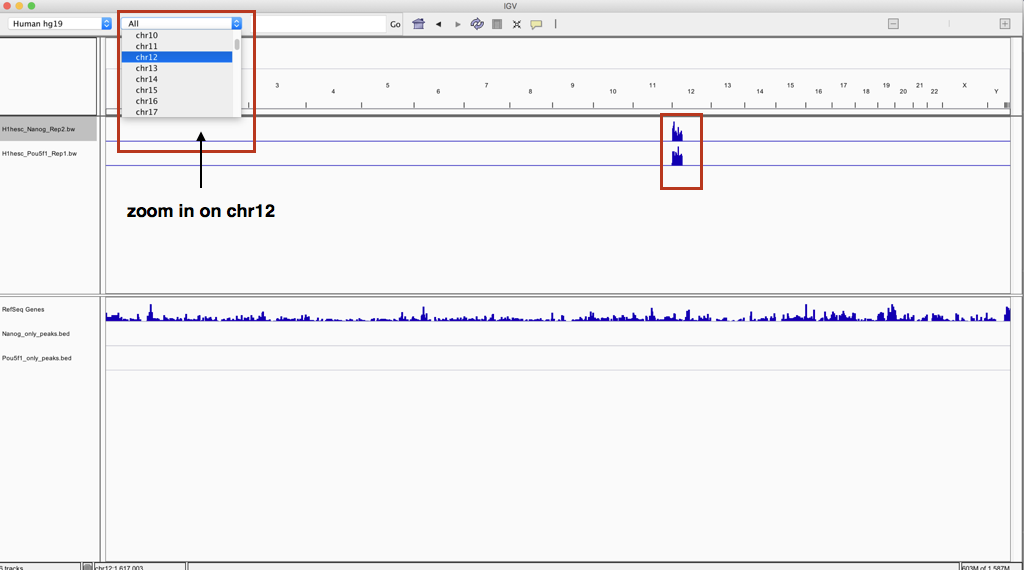 IGV
Human hg19
All
Go
chr10
chr11
chr12
chr13
chr14
chr15
chr16
chr17
3
4
5
6
7
8
9
10
11
12
13
14
15
16
17
18
19
20
21
22
X
Y
H1hesc_Nanog_Rep2.bw
H1hesc_Pou5f1_Rep1.bw
zoom in on chr12
RefSeq Genes
Nanog_only_peaks.bed
Pou5f1_only_peaks.bed
tracks
chr12:1,617,003
603M of 1,587M